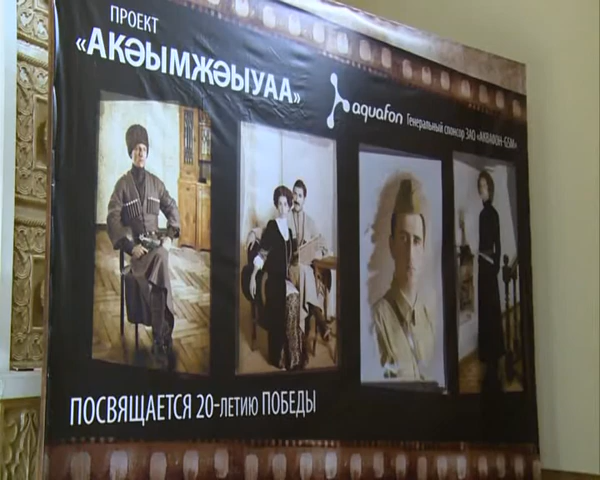 ПРОЕКТ
«АКӘЫМЖӘЫУАА»
aquafon Генеральный спонсор ЗАО «АКВАФОН-GSM»
ПОСВЯЩАЕТСЯ 20-ЛЕТИЮ ПОБЕДЫ